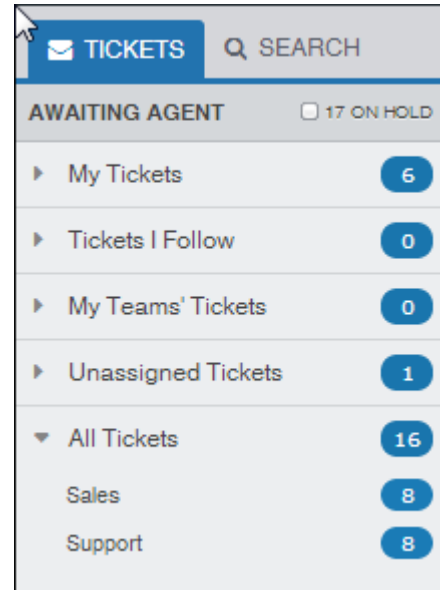 TICKETS SEARCH
AWAITING AGENT 17 ON HOLD
My Tickets 6
Tickets I Follow 0
My Teams' Tickets 0
Unassigned Tickets 1
All Tickets 16
Sales 8
Support 8